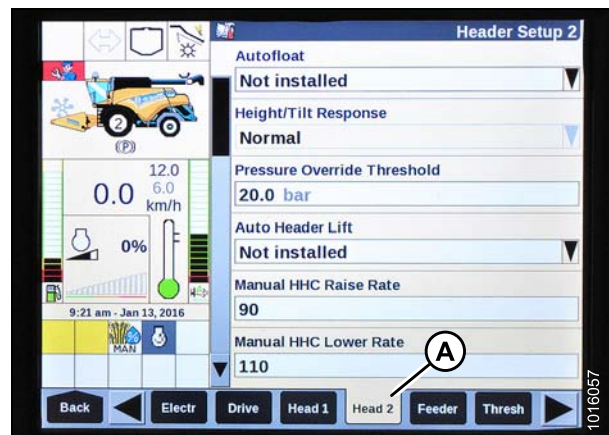 Header Setup 2
Autofloat
Not installed
Height/Tilt Response
Normal
Pressure Override Threshold
20.0 bar
Auto Header Lift
Not installed
Manual HHC Raise Rate
90
Manual HHC Lower Rate
110
2
(P)
12.0
6.0
0.0 km/h
0%
9:21 am - Jan 13, 2016
MAN
A
Back
Electr
Drive
Head 1
Head 2
Feeder
Thresh
1016057